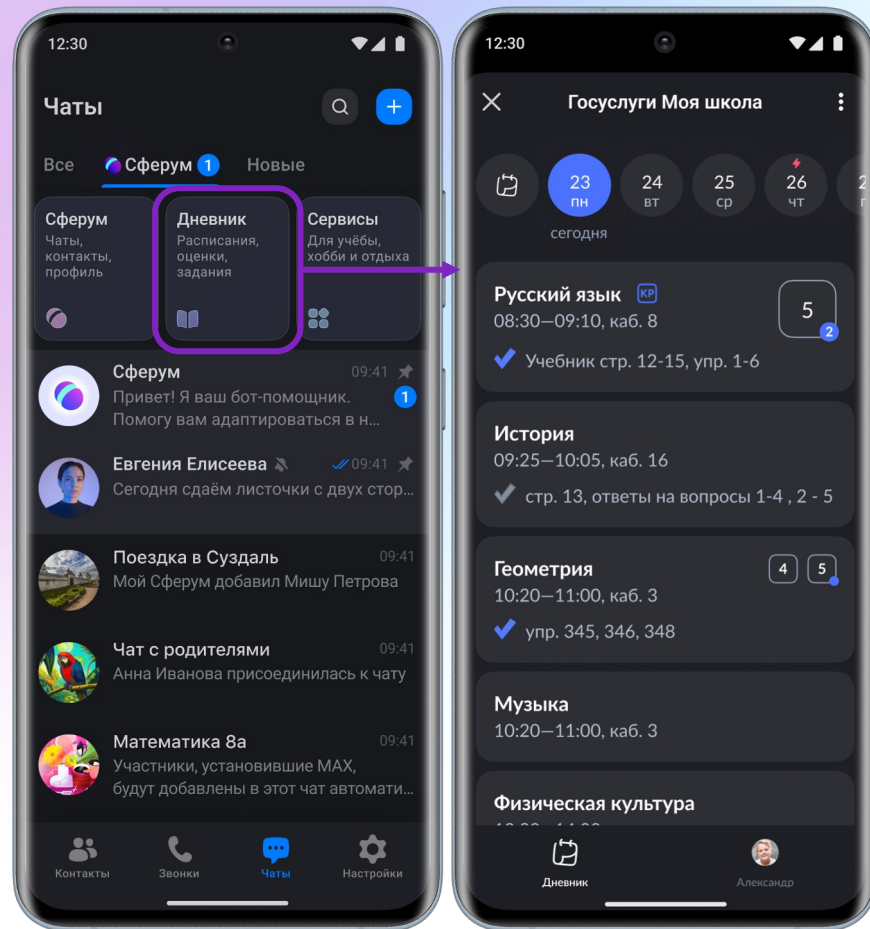 12:30
Чаты
Все
Сферум 1
Новые
Сферум
Чаты,
контакты,
профиль
Дневник
Расписания,
оценки,
задания
Сервисы
Для учёбы,
хобби и отдыха
Сферум 09:41
Привет! Я ваш бот-помощник. 1
Помогу вам адаптироваться в н...
Евгения Елисеева 09:41
Сегодня сдаём листочки с двух стор...
Поездка в Суздаль 09:41
Мой Сферум добавил Мишу Петрова
Чат с родителями 09:41
Анна Иванова присоединилась к чату
Математика 8а 09:41
Участники, установившие MAX,
будут добавлены в этот чат автомати...
Контакты
Звонки
Чаты
Настройки
12:30
Госуслуги Моя школа
23 24 25 26
пн вт ср чт
сегодня
Русский язык КР 5
08:30—09:10, каб. 8 2
Учебник стр. 12-15, упр. 1-6
История
09:25—10:05, каб. 16
стр. 13, ответы на вопросы 1-4 , 2 - 5
Геометрия 4 5
10:20—11:00, каб. 3
упр. 345, 346, 348
Музыка
10:20—11:00, каб. 3
Физическая культура
Дневник
Александр